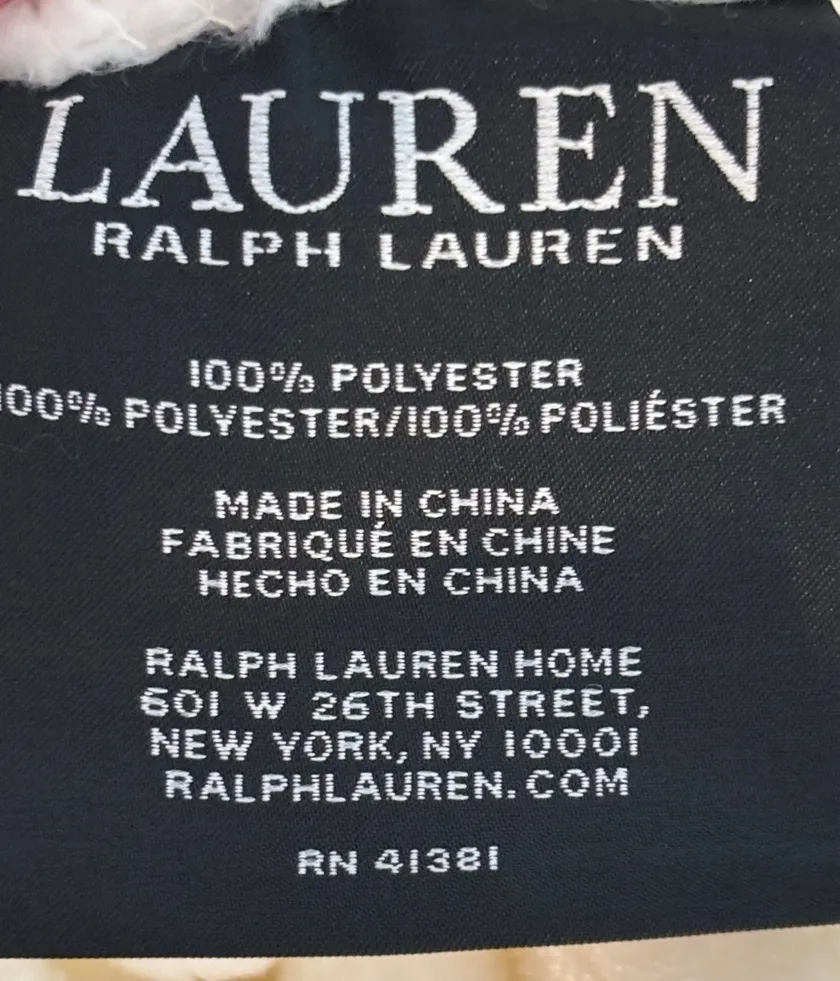 LAUREN
RALPH LAUREN
100% POLYESTER
100% POLYESTER/100% POLIÉSTER
MADE IN CHINA
FABRIQUÉ EN CHINE
HECHO EN CHINA
RALPH LAUREN HOME
601 W 26TH STREET,
NEW YORK, NY 10001
RALPHLAUREN.COM
RN 41381